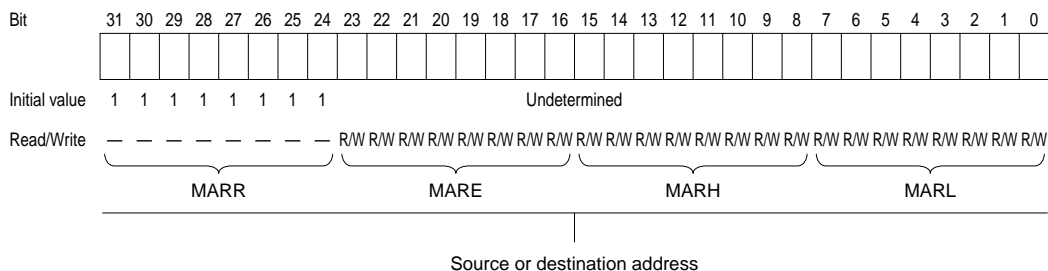 Bit 31 30 29 28 27 26 25 24 23 22 21 20 19 18 17 16 15 14 13 12 11 10 9 8 7 6 5 4 3 2 1 0
Initial value 1 1 1 1 1 1 1 1 Undetermined
Read/Write — — — — — — — — R/W R/W R/W R/W R/W R/W R/W R/W R/W R/W R/W R/W R/W R/W R/W R/W R/W R/W R/W R/W R/W R/W R/W R/W
MARR MARE MARH MARL
Source or destination address